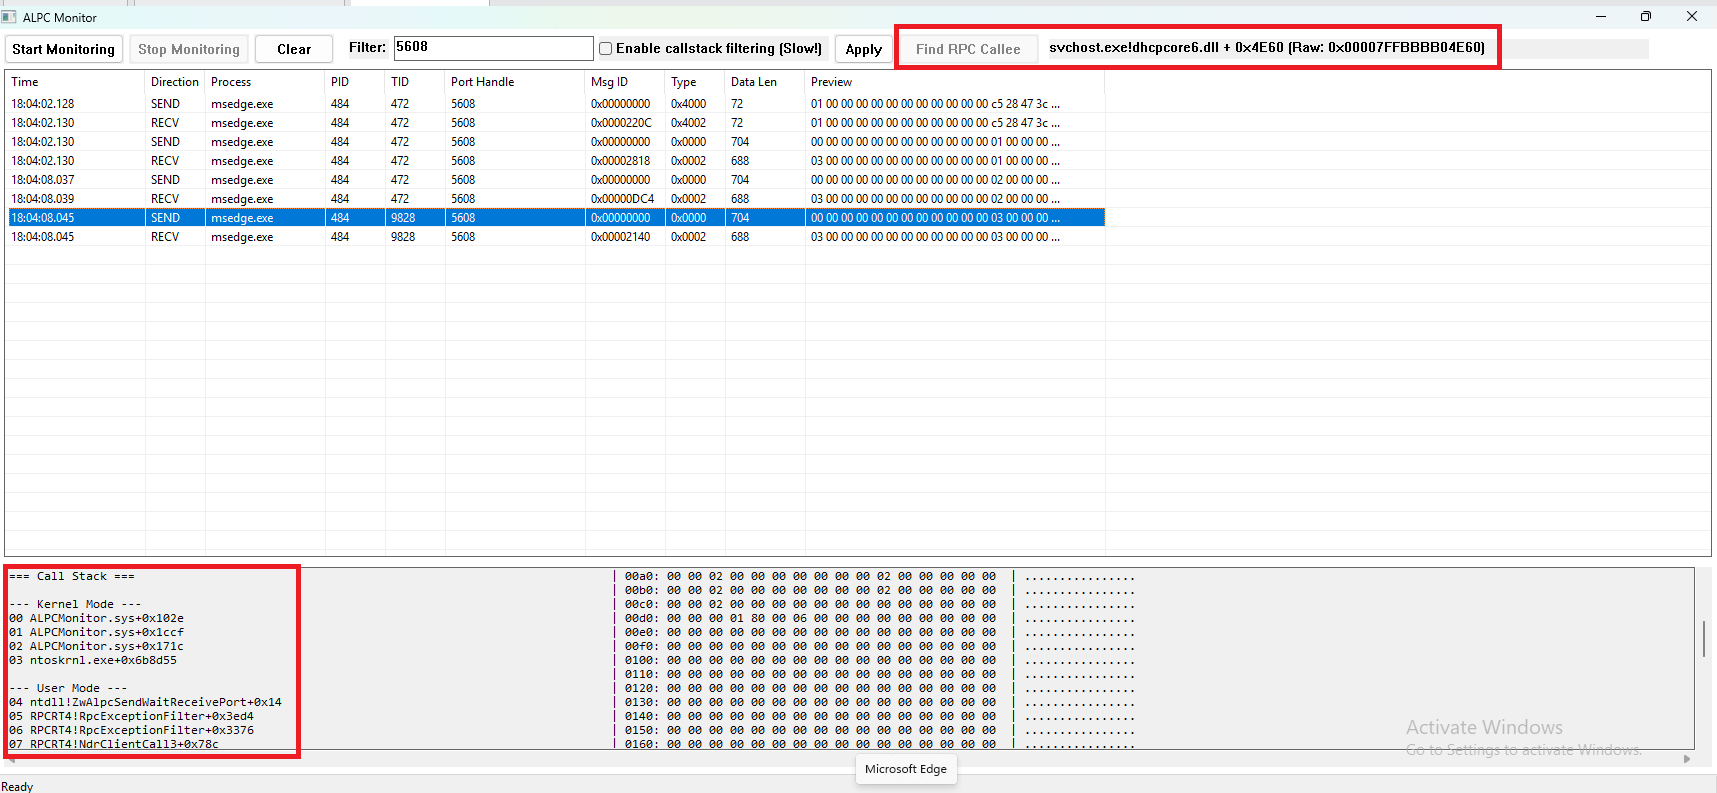 ALPC Monitor
Start Monitoring Stop Monitoring Clear Filter: 5608 Enable callstack filtering (Slow!) Apply Find RPC Callee svchost.exe!dhcpcore6.dll + 0x4E60 (Raw: 0x00007FFBBBB04E60)
Time Direction Process PID TID Port Handle Msg ID Type Data Len Preview
18:04:02.128 SEND msedge.exe 484 472 5608 0x00000000 0x4000 72 01 00 00 00 00 00 00 00 00 00 00 00 c5 28 47 3c ...
18:04:02.130 RECV msedge.exe 484 472 5608 0x0000220C 0x4002 72 01 00 00 00 00 00 00 00 00 00 00 00 c5 28 47 3c ...
18:04:02.130 SEND msedge.exe 484 472 5608 0x00000000 0x0000 704 00 00 00 00 00 00 00 00 00 00 00 00 01 00 00 00 ...
18:04:02.130 RECV msedge.exe 484 472 5608 0x00002818 0x0002 688 03 00 00 00 00 00 00 00 00 00 00 00 01 00 00 00 ...
18:04:08.037 SEND msedge.exe 484 472 5608 0x00000000 0x0000 704 00 00 00 00 00 00 00 00 00 00 00 00 02 00 00 00 ...
18:04:08.039 RECV msedge.exe 484 472 5608 0x00000DC4 0x0002 688 03 00 00 00 00 00 00 00 00 00 00 00 02 00 00 00 ...
18:04:08.045 SEND msedge.exe 484 9828 5608 0x00000000 0x0000 704 00 00 00 00 00 00 00 00 00 00 00 00 03 00 00 00 ...
18:04:08.045 RECV msedge.exe 484 9828 5608 0x00002140 0x0002 688 03 00 00 00 00 00 00 00 00 00 00 00 03 00 00 00 ...
=== Call Stack ===
--- Kernel Mode ---
00 ALPCMonitor.sys+0x102e
01 ALPCMonitor.sys+0x1ccf
02 ALPCMonitor.sys+0x171c
03 ntoskrnl.exe+0x6b8d55
--- User Mode ---
04 ntdll!ZwAlpcSendWaitReceivePort+0x14
05 RPCRT4!RpcExceptionFilter+0x3ed4
06 RPCRT4!RpcExceptionFilter+0x3376
07 RPCRT4!NdrClientCall3+0x78c
| 00a0: 00 00 02 00 00 00 00 00 00 00 02 00 00 00 00 00 | ................
| 00b0: 00 00 02 00 00 00 00 00 00 00 02 00 00 00 00 00 | ................
| 00c0: 00 00 02 00 00 00 00 00 00 00 00 00 00 00 00 00 | ................
| 00d0: 00 00 00 01 80 00 06 00 00 00 00 00 00 00 00 00 | ................
| 00e0: 00 00 00 00 00 00 00 00 00 00 00 00 00 00 00 00 | ................
| 00f0: 00 00 00 00 00 00 00 00 00 00 00 00 00 00 00 00 | ................
| 0100: 00 00 00 00 00 00 00 00 00 00 00 00 00 00 00 00 | ................
| 0110: 00 00 00 00 00 00 00 00 00 00 00 00 00 00 00 00 | ................
| 0120: 00 00 00 00 00 00 00 00 00 00 00 00 00 00 00 00 | ................
| 0130: 00 00 00 00 00 00 00 00 00 00 00 00 00 00 00 00 | ................
| 0140: 00 00 00 00 00 00 00 00 00 00 00 00 00 00 00 00 | ................
| 0150: 00 00 00 00 00 00 00 00 00 00 00 00 00 00 00 00 | ................
| 0160: 00 00 00 00 00 00 00 00 00 00 00 00 00 00 00 00 | ................
Activate Windows
Go to Settings to activate Windows.
Microsoft Edge
Ready